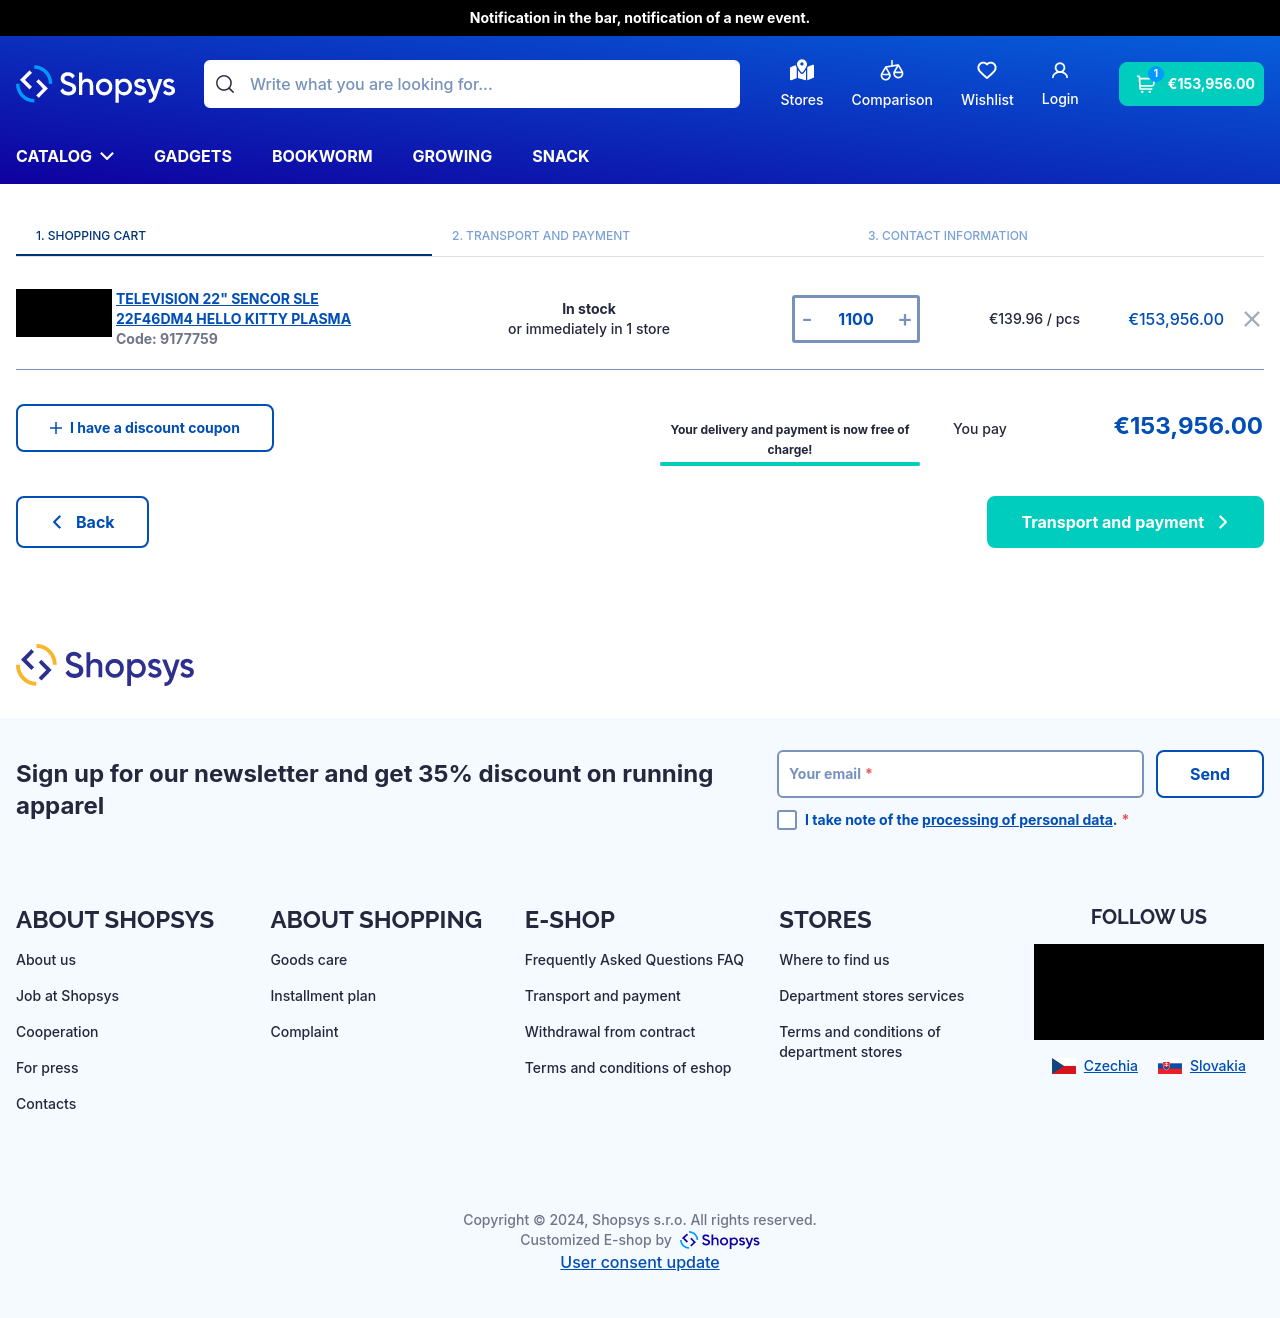 Notification in the bar, notification of a new event.
Shopsys
Write what you are looking for...
Stores
Comparison
Wishlist
Login
1
€153,956.00
CATALOG
GADGETS
BOOKWORM
GROWING
SNACK
1. SHOPPING CART
2. TRANSPORT AND PAYMENT
3. CONTACT INFORMATION
TELEVISION 22" SENCOR SLE
22F46DM4 HELLO KITTY PLASMA
Code: 9177759
In stock
or immediately in 1 store
- 1100 +
€139.96 / pcs
€153,956.00
+ I have a discount coupon
Your delivery and payment is now free of
charge!
You pay
€153,956.00
Back
Transport and payment
Shopsys
Sign up for our newsletter and get 35% discount on running
apparel
Your email *
Send
I take note of the processing of personal data. *
ABOUT SHOPSYS
About us
Job at Shopsys
Cooperation
For press
Contacts
ABOUT SHOPPING
Goods care
Installment plan
Complaint
E-SHOP
Frequently Asked Questions FAQ
Transport and payment
Withdrawal from contract
Terms and conditions of eshop
STORES
Where to find us
Department stores services
Terms and conditions of
department stores
FOLLOW US
Czechia
Slovakia
Copyright © 2024, Shopsys s.r.o. All rights reserved.
Customized E-shop by Shopsys
User consent update